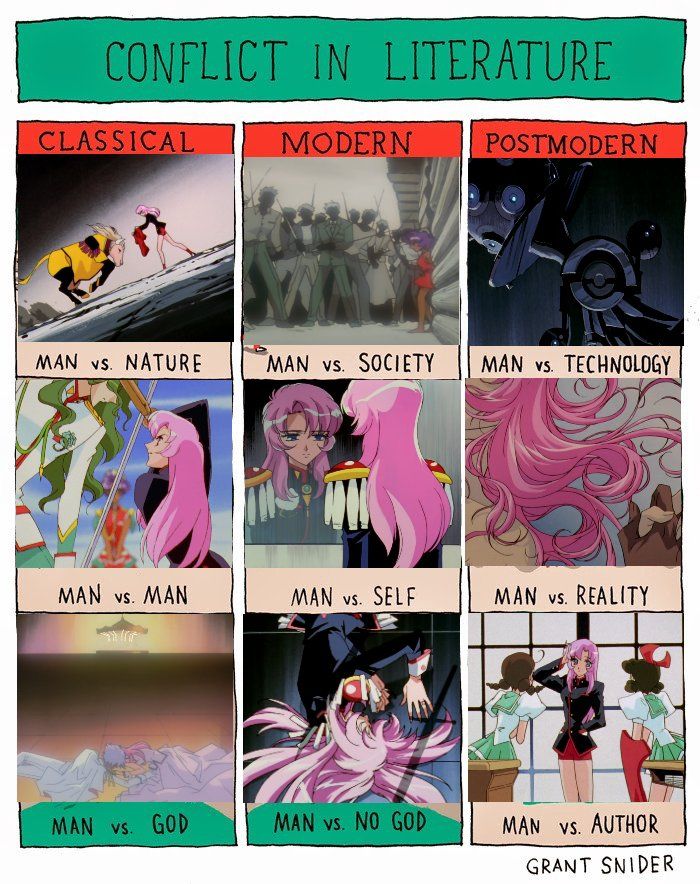 CONFLICT IN LITERATURE
CLASSICAL
MODERN
POSTMODERN
MAN vs. NATURE
MAN vs. SOCIETY
MAN vs. TECHNOLOGY
MAN vs. MAN
MAN vs. SELF
MAN vs. REALITY
MAN vs. GOD
MAN vs. NO GOD
MAN vs. AUTHOR
GRANT SNIDER